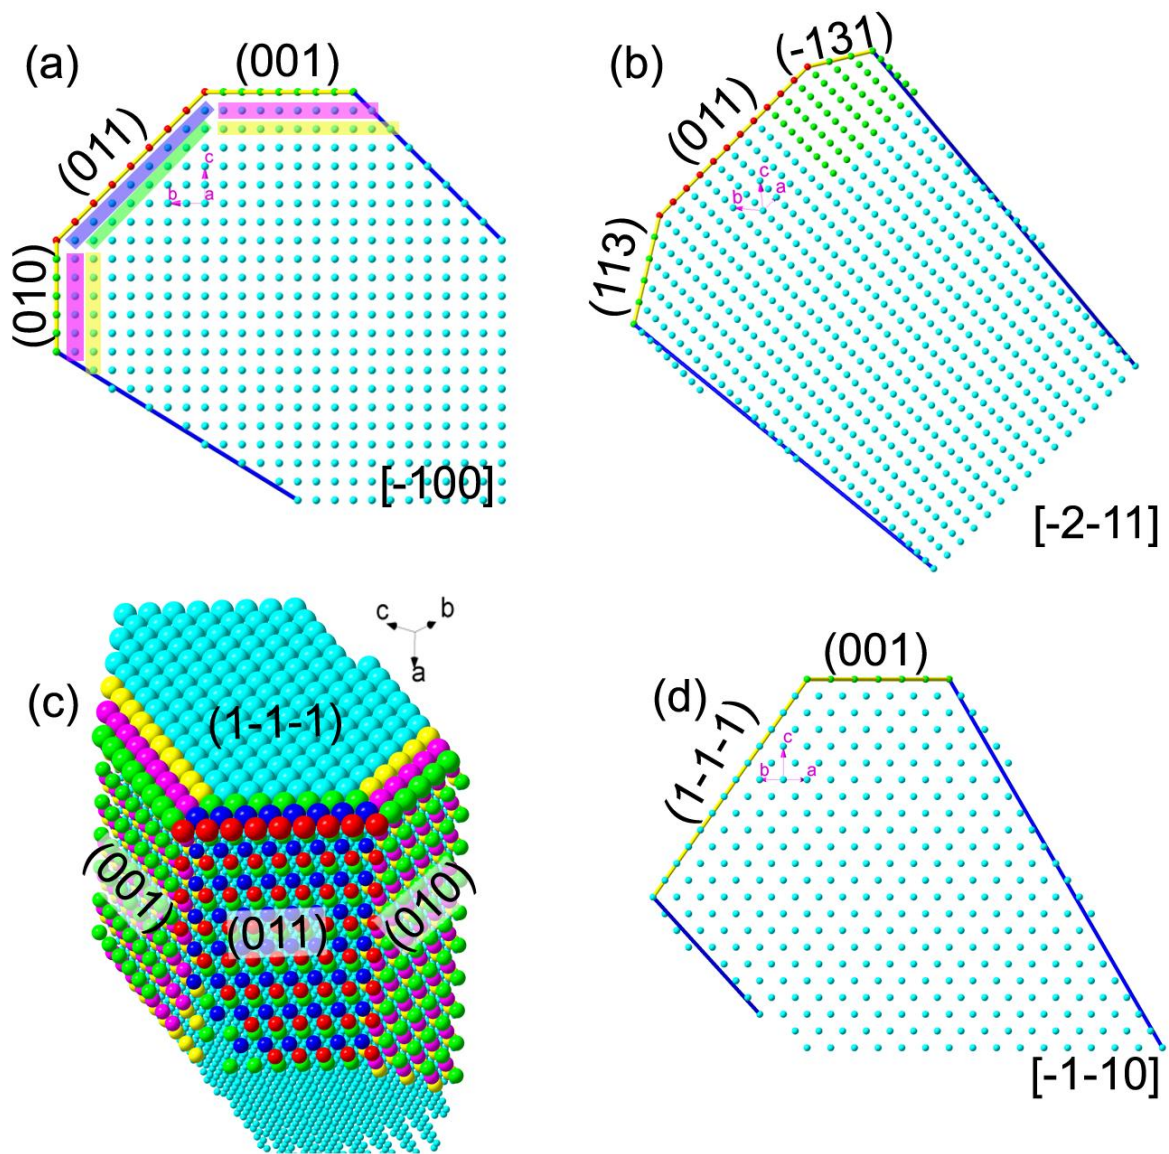 (a)
(001)
(011)
(010)
c
b
a
[-100]
(b)
(-131)
(011)
(113)
c
a
b
[-2-11]
(c)
c
b
a
(1-1-1)
(001)
(011)
(010)
(d)
(001)
(1-1-1)
c
b
a
[-1-10]